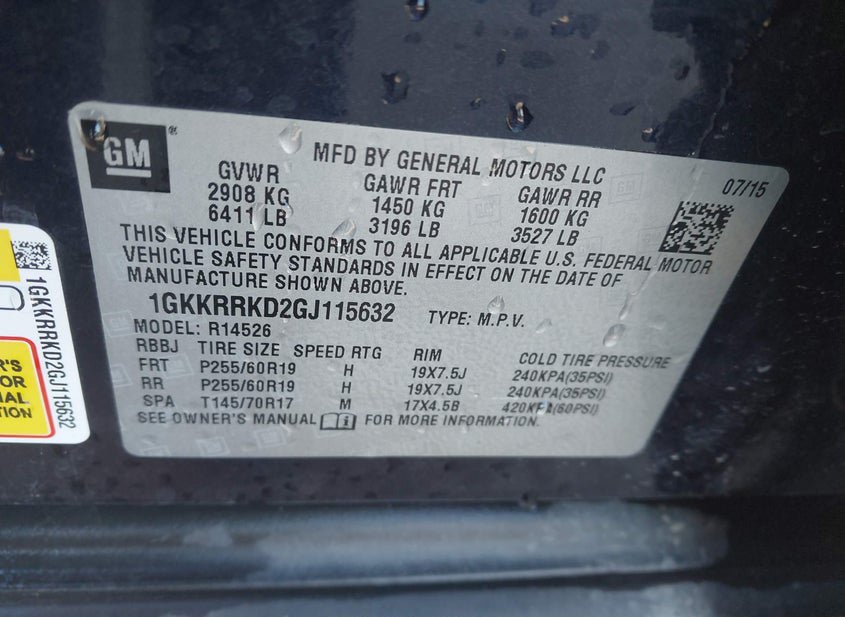 GM
MFD BY GENERAL MOTORS LLC
07/15
GVWR GAWR FRT GAWR RR
2908 KG 1450 KG 1600 KG
6411 LB 3196 LB 3527 LB
THIS VEHICLE CONFORMS TO ALL APPLICABLE U.S. FEDERAL MOTOR
VEHICLE SAFETY STANDARDS IN EFFECT ON THE DATE OF
MANUFACTURE SHOWN ABOVE.
1GKKRRKD2GJ115632 TYPE: M.P.V.
MODEL: R14526
RBBJ TIRE SIZE SPEED RTG RIM COLD TIRE PRESSURE
FRT P255/60R19 H 19X7.5J 240KPA(35PSI)
RR P255/60R19 H 19X7.5J 240KPA(35PSI)
SPA T145/70R17 M 17X4.5B 420KPA(60PSI)
SEE OWNER'S MANUAL FOR MORE INFORMATION.
1GKKRRKD2GJ115632